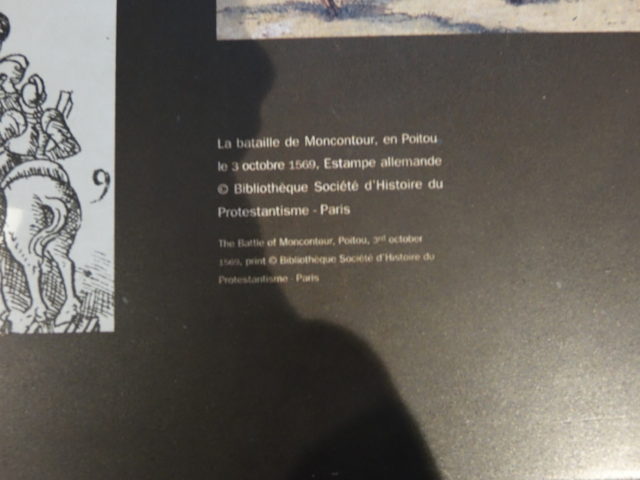 La bataille de Moncontour, en Poitou
le 3 octobre 1569, Estampe allemande
© Bibliothèque Société d'Histoire du
Protestantisme - Paris
The Battle of Moncontour, Poitou, 3rd october
1569, print © Bibliothèque Société d'Histoire du
Protestantisme - Paris
9